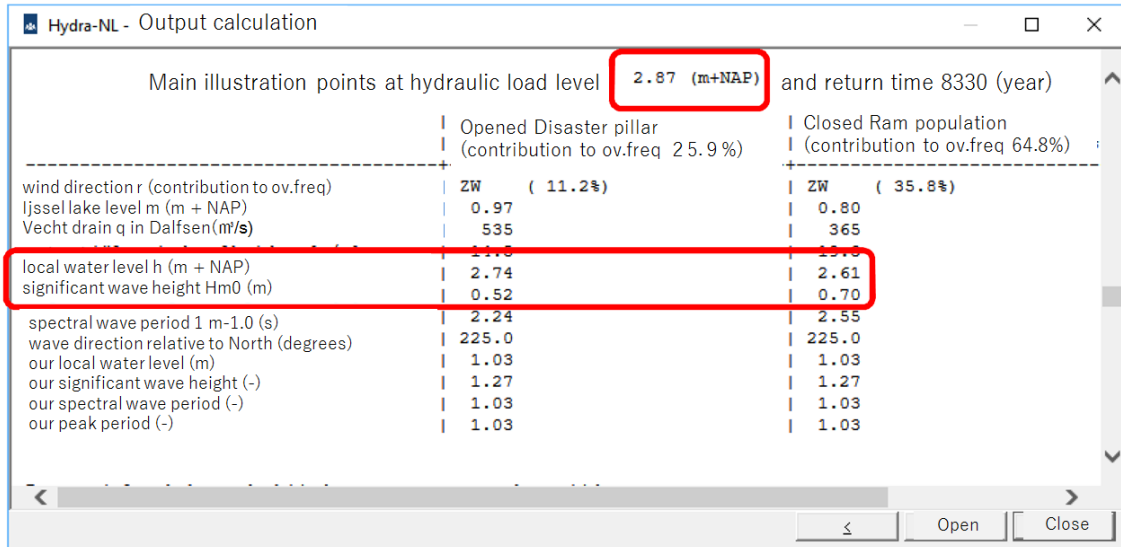 Hydra-NL - Output calculation
Main illustration points at hydraulic load level 2.87 (m+NAP) and return time 8330 (year)
Opened Disaster pillar Closed Ram population
(contribution to ov.freq 25.9%) (contribution to ov.freq 64.8%)
wind direction r (contribution to ov.freq) ZW ( 11.2%) ZW ( 35.8%)
Ijssel lake level m (m + NAP) 0.97 0.80
Vecht drain q in Dalfsen(m³/s) 535 365
local water level h (m + NAP) 2.74 2.61
significant wave height Hm0 (m) 0.52 0.70
spectral wave period 1 m-1.0 (s) 2.24 2.55
wave direction relative to North (degrees) 225.0 225.0
our local water level (m) 1.03 1.03
our significant wave height (-) 1.27 1.27
our spectral wave period (-) 1.03 1.03
our peak period (-) 1.03 1.03
< Open Close